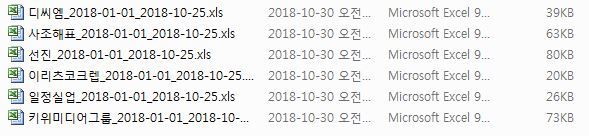 디씨엠_2018-01-01_2018-10-25.xls 2018-10-30 오전... Microsoft Excel 9... 39KB
사조해표_2018-01-01_2018-10-25.xls 2018-10-30 오전... Microsoft Excel 9... 63KB
선진_2018-01-01_2018-10-25.xls 2018-10-30 오전... Microsoft Excel 9... 80KB
이리츠코크렙_2018-01-01_2018-10-25.... 2018-10-30 오전... Microsoft Excel 9... 20KB
일정실업_2018-01-01_2018-10-25.xls 2018-10-30 오전... Microsoft Excel 9... 26KB
키위미디어그룹_2018-01-01_2018-10-... 2018-10-30 오전... Microsoft Excel 9... 73KB